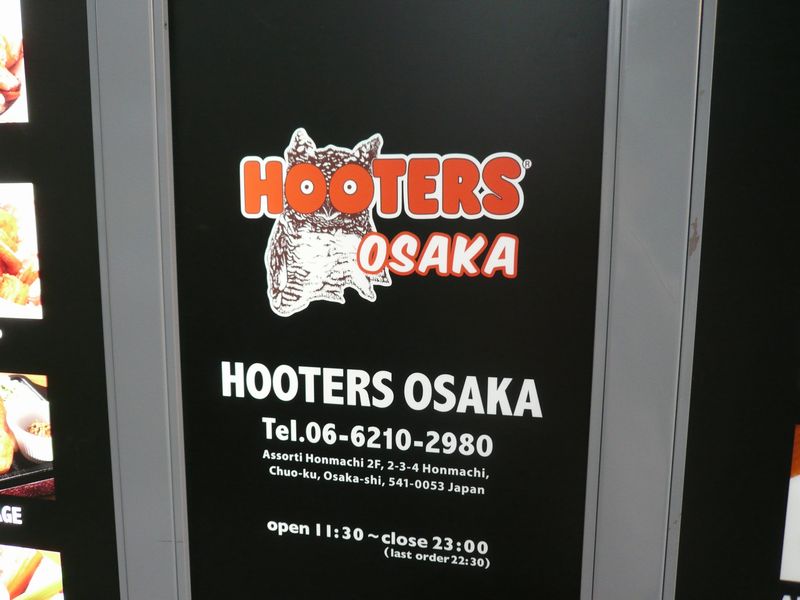 HOOTERS®
OSAKA
HOOTERS OSAKA
Tel.06-6210-2980
Assorti Honmachi 2F, 2-3-4 Honmachi,
Chuo-ku, Osaka-shi, 541-0053 Japan
open 11:30~close 23:00
(last order 22:30)